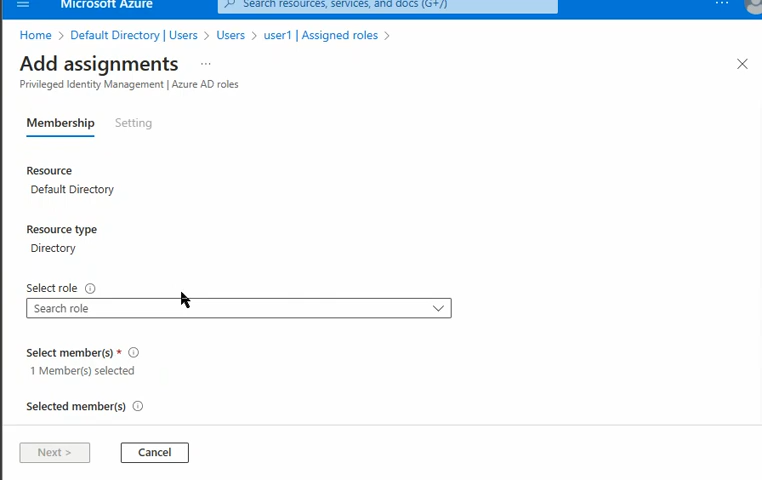 Microsoft Azure
Search resources, services, and docs (G+/)
...
Home > Default Directory | Users > Users > user1 | Assigned roles >
Add assignments ...
Privileged Identity Management | Azure AD roles
Membership Setting
Resource
Default Directory
Resource type
Directory
Select role
Search role
Select member(s) *
1 Member(s) selected
Selected member(s)
Next >
Cancel